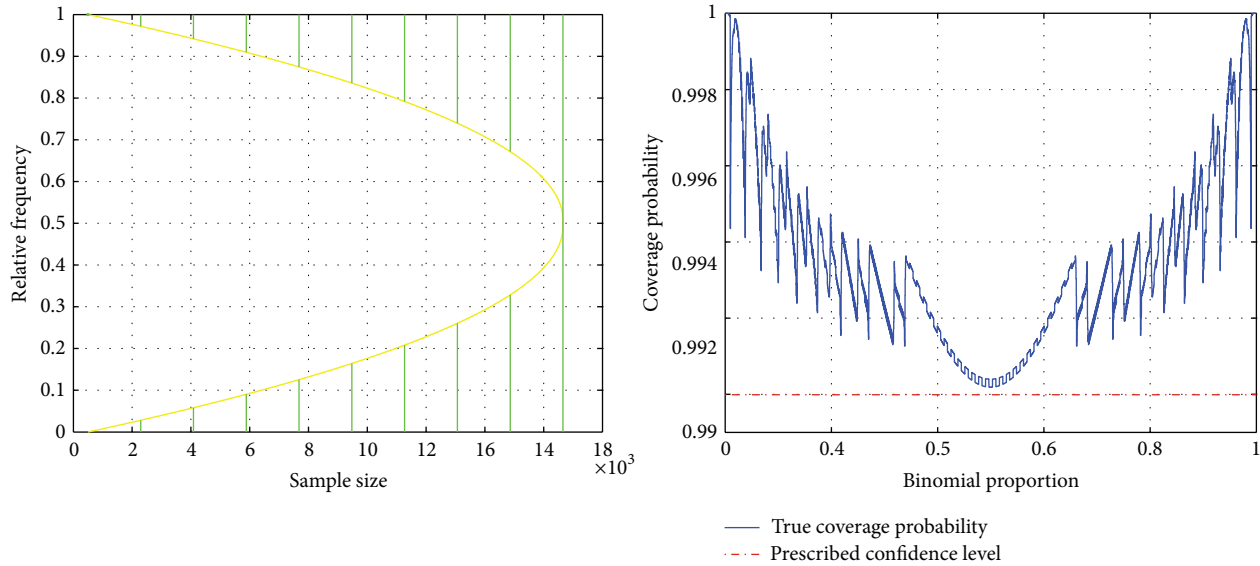 1
0.9
0.8
0.7
0.6
0.5
0.4
0.3
0.2
0.1
0
Relative frequency
0 2 4 6 8 10 12 14 16 18
×10³
Sample size
1
0.998
0.996
0.994
0.992
0.99
Coverage probability
0 0.4 0.5 0.6 0.8 1
Binomial proportion
True coverage probability
Prescribed confidence level